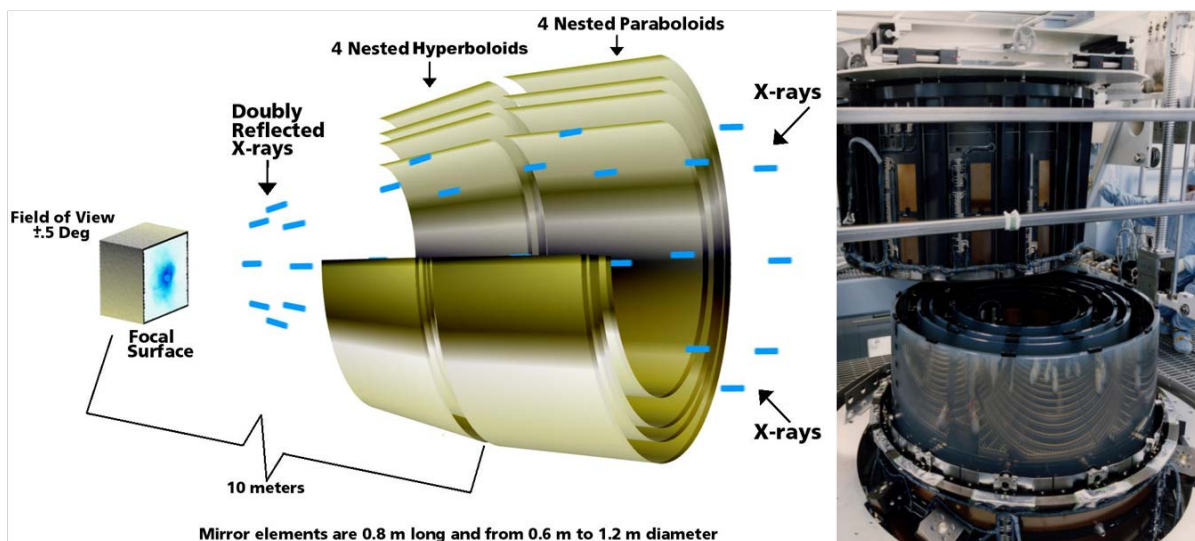 4 Nested Paraboloids
4 Nested Hyperboloids
X-rays
Doubly
Reflected
X-rays
Field of View
±.5 Deg
Focal
Surface
X-rays
10 meters
Mirror elements are 0.8 m long and from 0.6 m to 1.2 m diameter